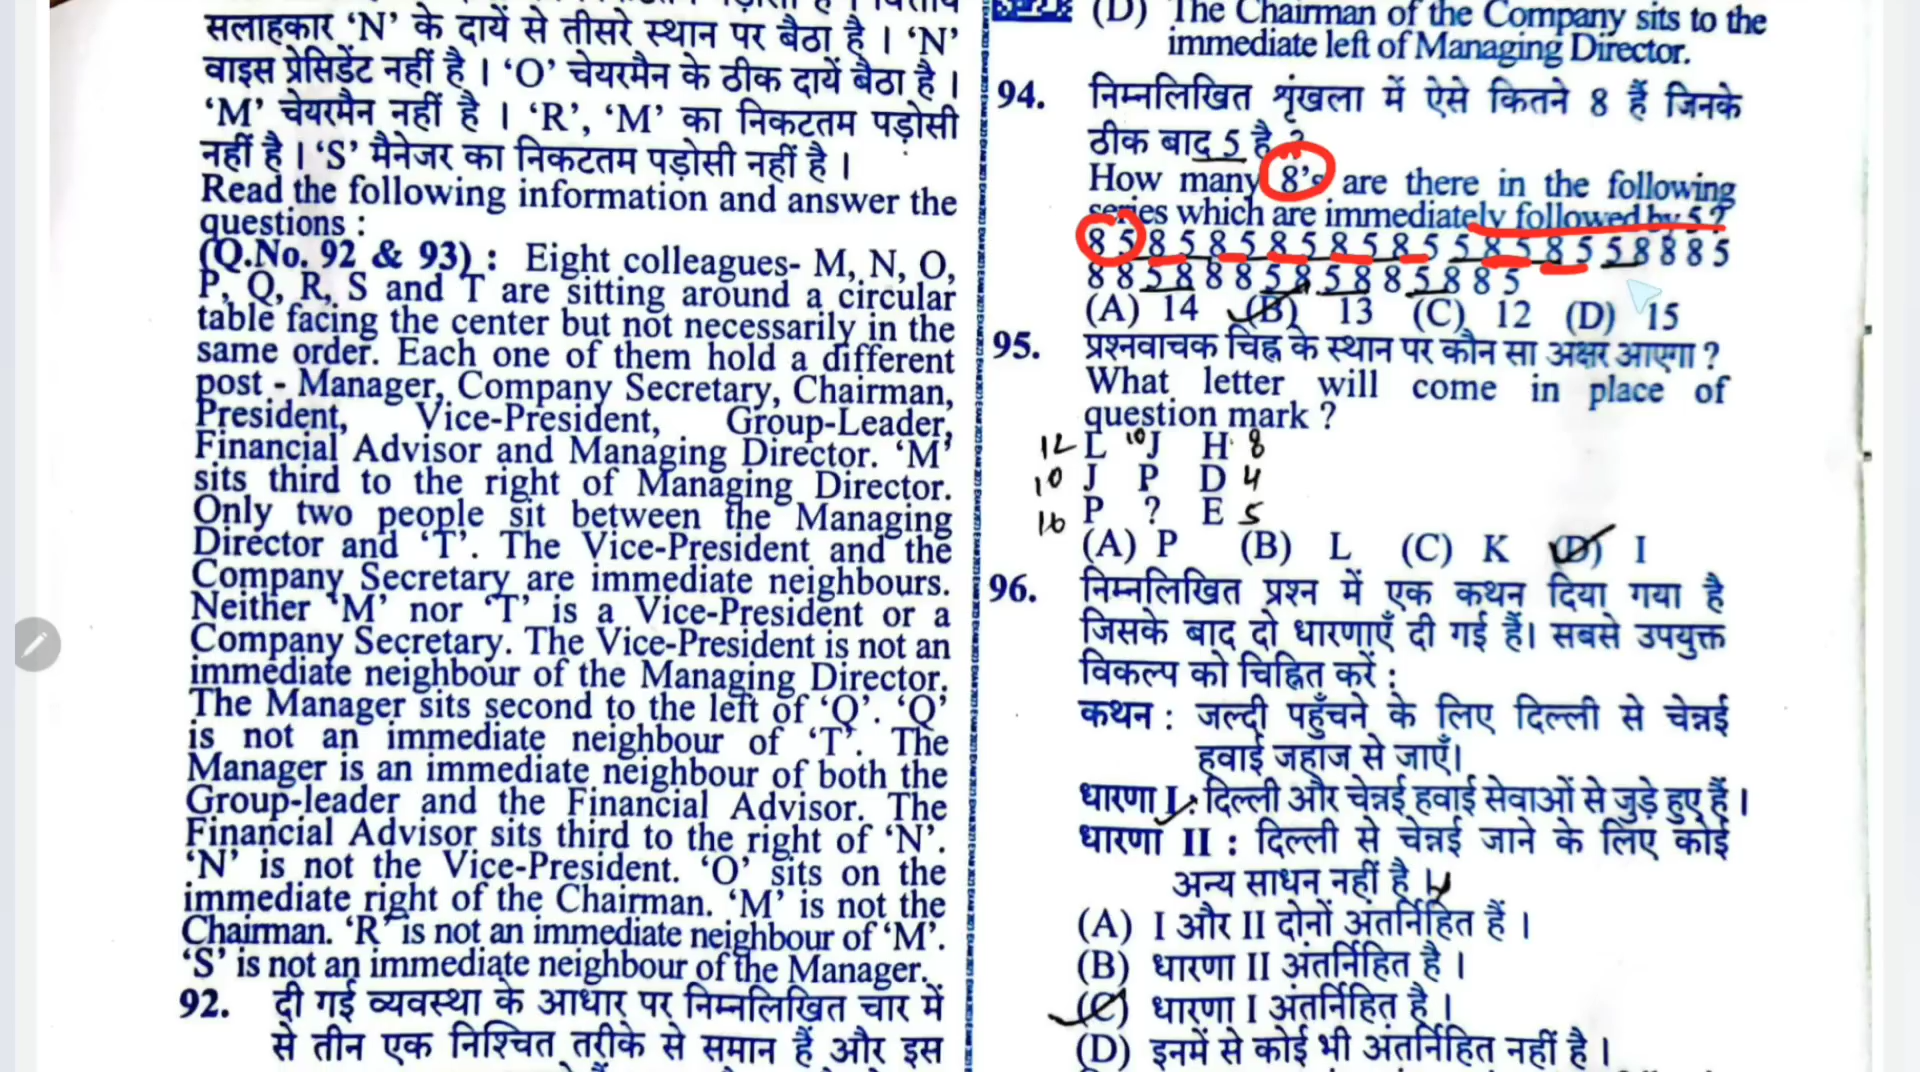 सलाहकार ‘N’ के दायें से तीसरे स्थान पर बैठा है । ‘N’
वाइस प्रेसिडेंट नहीं है । ‘O’ चेयरमैन के ठीक दायें बैठा है ।
‘M’ चेयरमैन नहीं है । ‘R’, ‘M’ का निकटतम पड़ोसी
नहीं है । ‘S’ मैनेजर का निकटतम पड़ोसी नहीं है ।
Read the following information and answer the
questions :
(Q.No. 92 & 93) : Eight colleagues- M, N, O,
P, Q, R, S and T are sitting around a circular
table facing the center but not necessarily in the
same order. Each one of them hold a different
post - Manager, Company Secretary, Chairman,
President, Vice-President, Group-Leader,
Financial Advisor and Managing Director. ‘M’
sits third to the right of Managing Director.
Only two people sit between the Managing
Director and ‘T’. The Vice-President and the
Company Secretary are immediate neighbours.
Neither ‘M’ nor ‘T’ is a Vice-President or a
Company Secretary. The Vice-President is not an
immediate neighbour of the Managing Director.
The Manager sits second to the left of ‘Q’. ‘Q’
is not an immediate neighbour of ‘T’. The
Manager is an immediate neighbour of both the
Group-leader and the Financial Advisor. The
Financial Advisor sits third to the right of ‘N’.
‘N’ is not the Vice-President. ‘O’ sits on the
immediate right of the Chairman. ‘M’ is not the
Chairman. ‘R’ is not an immediate neighbour of ‘M’.
‘S’ is not an immediate neighbour of the Manager.
92. दी गई व्यवस्था के आधार पर निम्नलिखित चार में
से तीन एक निश्चित तरीके से समान हैं और इस
(D) The Chairman of the Company sits to the
immediate left of Managing Director.
94. निम्नलिखित शृंखला में ऐसे कितने 8 हैं जिनके
ठीक बाद 5 है ?
How many 8’s are there in the following
series which are immediately followed by 5?
8 5 8 5 8 5 8 5 8 5 8 5 5 8 5 8 5 5 8 8 8 5
8 8 5 8 8 8 5 8 5 8 8 5 8 8 5
(A) 14 (B) 13 (C) 12 (D) 15
95. प्रश्नवाचक चिह्न के स्थान पर कौन सा अक्षर आएगा ?
What letter will come in place of
question mark ?
12 L 10 J H 8
10 J P D 4
16 P ? E 5
(A) P (B) L (C) K (D) I
96. निम्नलिखित प्रश्न में एक कथन दिया गया है
जिसके बाद दो धारणाएँ दी गई हैं। सबसे उपयुक्त
विकल्प को चिह्नित करें :
कथन : जल्दी पहुँचने के लिए दिल्ली से चेन्नई
हवाई जहाज से जाएँ।
धारणा I : दिल्ली और चेन्नई हवाई सेवाओं से जुड़े हुए हैं ।
धारणा II : दिल्ली से चेन्नई जाने के लिए कोई
अन्य साधन नहीं है ।
(A) I और II दोनों अंतर्निहित हैं ।
(B) धारणा II अंतर्निहित है ।
(C) धारणा I अंतर्निहित है ।
(D) इनमें से कोई भी अंतर्निहित नहीं है ।